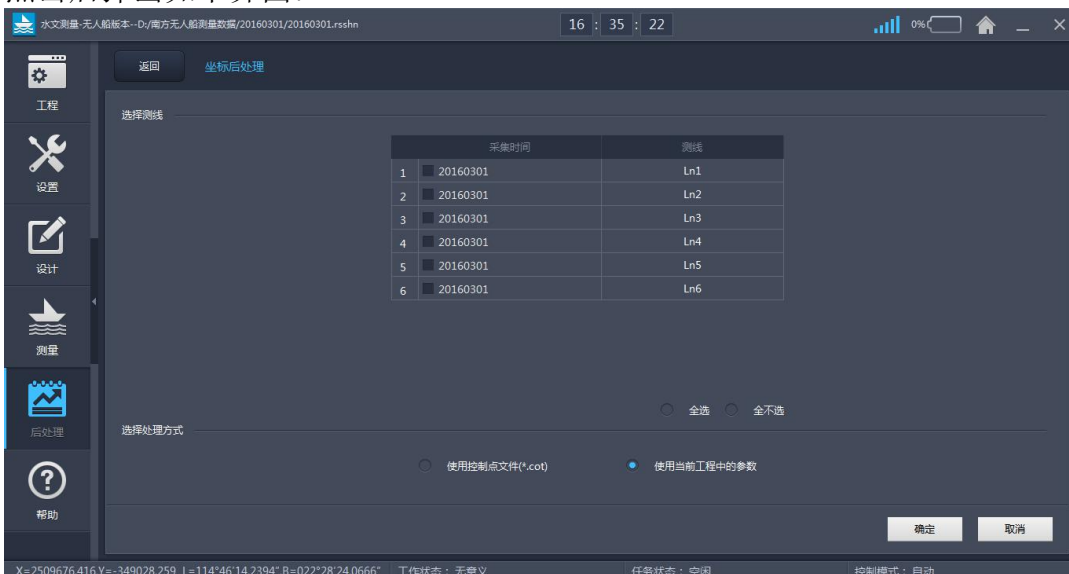 水文测量-无人船版本--D:/南方无人船测量数据/20160301/20160301.rsshn
16 : 35 : 22
0%
返回
坐标后处理
工程
选择测线
采集时间 测线
1 20160301 Ln1
2 20160301 Ln2
3 20160301 Ln3
4 20160301 Ln4
5 20160301 Ln5
6 20160301 Ln6
设置
设计
测量
全选 全不选
后处理
选择处理方式
使用控制点文件(*.cot) 使用当前工程中的参数
帮助
确定 取消
X=2509676.416 Y=-349028.259 L=114°46'14.2394" B=022°28'24.0666" 工作状态：无意义 任务状态：空闲 控制模式：自动